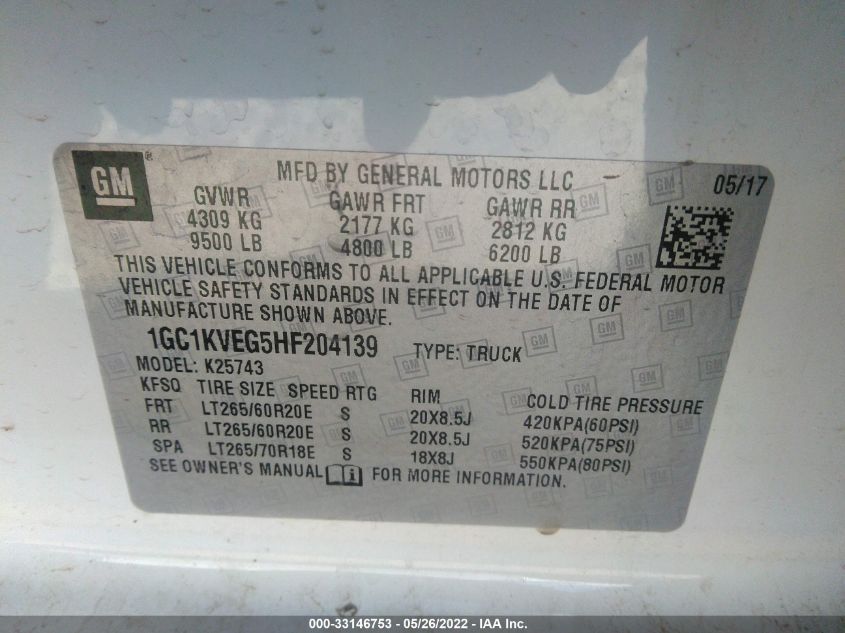 GM ® MFD BY GENERAL MOTORS LLC 05/17
GVWR GAWR FRT GAWR RR
4309 KG 2177 KG 2812 KG
9500 LB 4800 LB 6200 LB
THIS VEHICLE CONFORMS TO ALL APPLICABLE U.S. FEDERAL MOTOR
VEHICLE SAFETY STANDARDS IN EFFECT ON THE DATE OF
MANUFACTURE SHOWN ABOVE.
1GC1KVEG5HF204139 TYPE: TRUCK
MODEL: K25743
KFSQ TIRE SIZE SPEED RTG RIM COLD TIRE PRESSURE
FRT LT265/60R20E S 20X8.5J 420KPA(60PSI)
RR LT265/60R20E S 20X8.5J 520KPA(75PSI)
SPA LT265/70R18E S 18X8J 550KPA(80PSI)
SEE OWNER'S MANUAL i FOR MORE INFORMATION.
000-33146753 - 05/26/2022 - IAA Inc.